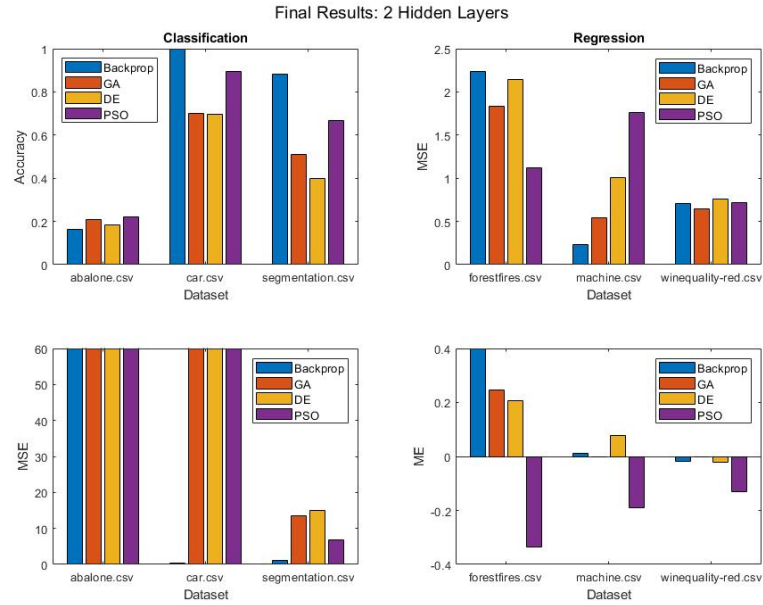 Final Results: 2 Hidden Layers
Classification
Accuracy
1
0.8
0.6
0.4
0.2
0
Backprop
GA
DE
PSO
abalone.csv car.csv segmentation.csv
Dataset
Regression
MSE
2.5
2
1.5
1
0.5
0
Backprop
GA
DE
PSO
forestfires.csv machine.csv winequality-red.csv
Dataset
MSE
60
50
40
30
20
10
0
Backprop
GA
DE
PSO
abalone.csv car.csv segmentation.csv
Dataset
ME
0.4
0.2
0
-0.2
-0.4
Backprop
GA
DE
PSO
forestfires.csv machine.csv winequality-red.csv
Dataset